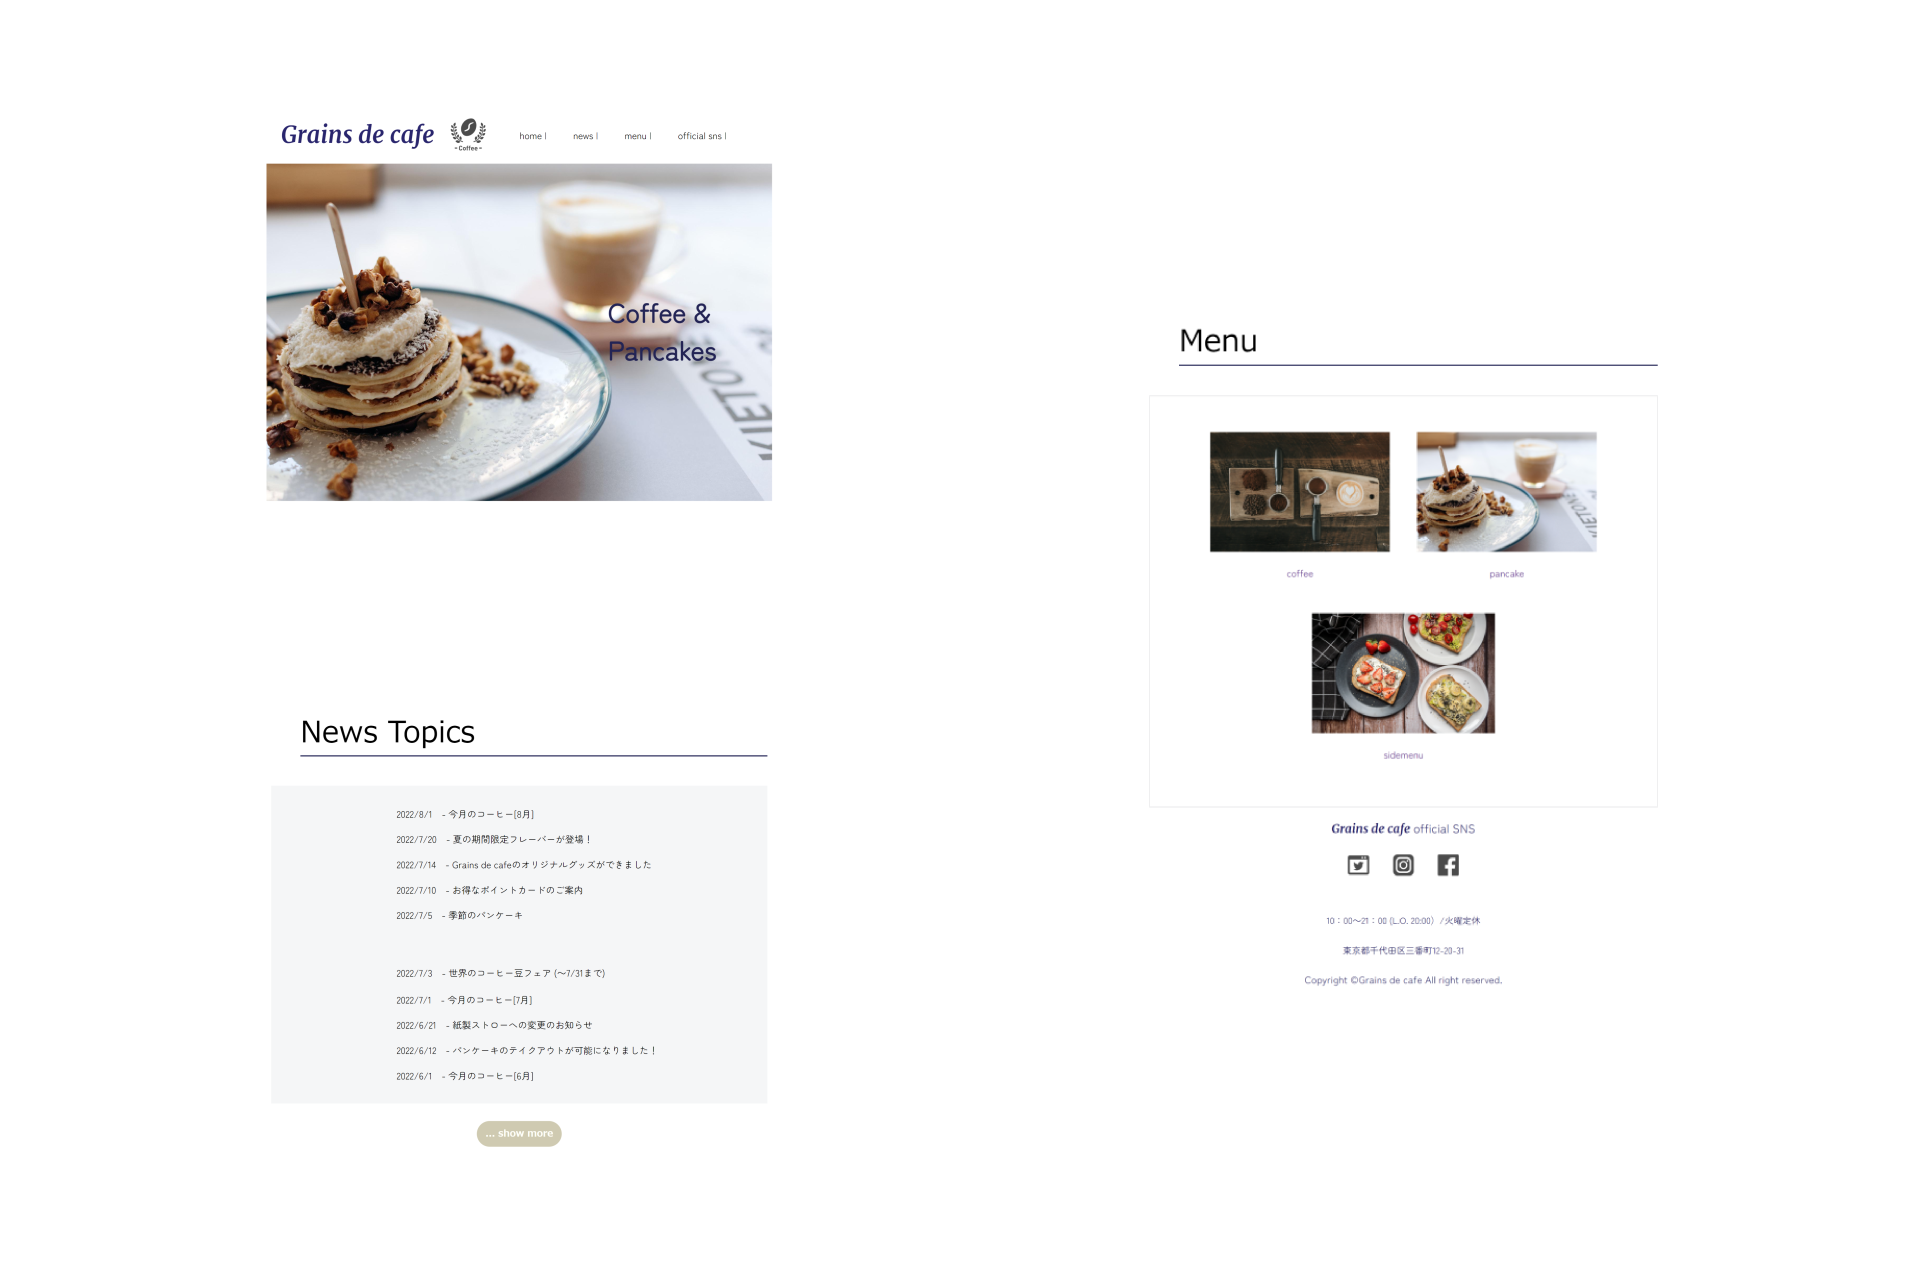 Grains de cafe
- Coffee -
home |
news |
menu |
official sns |
Coffee &
Pancakes
KIETONE
News Topics
2022/8/1 - 今月のコーヒー[8月]
2022/7/20 - 夏の期間限定フレーバーが登場！
2022/7/14 - Grains de cafeのオリジナルグッズができました
2022/7/10 - お得なポイントカードのご案内
2022/7/5 - 季節のパンケーキ
2022/7/3 - 世界のコーヒー豆フェア (～7/31まで)
2022/7/1 - 今月のコーヒー[7月]
2022/6/21 - 紙製ストローへの変更のお知らせ
2022/6/12 - パンケーキのテイクアウトが可能になりました！
2022/6/1 - 今月のコーヒー[6月]
... show more
Menu
KIETONE
coffee
pancake
sidemenu
Grains de cafe official SNS
10：00～21：00 (L.O. 20:00）/火曜定休
東京都千代田区三番町12-20-31
Copyright ©Grains de cafe All right reserved.